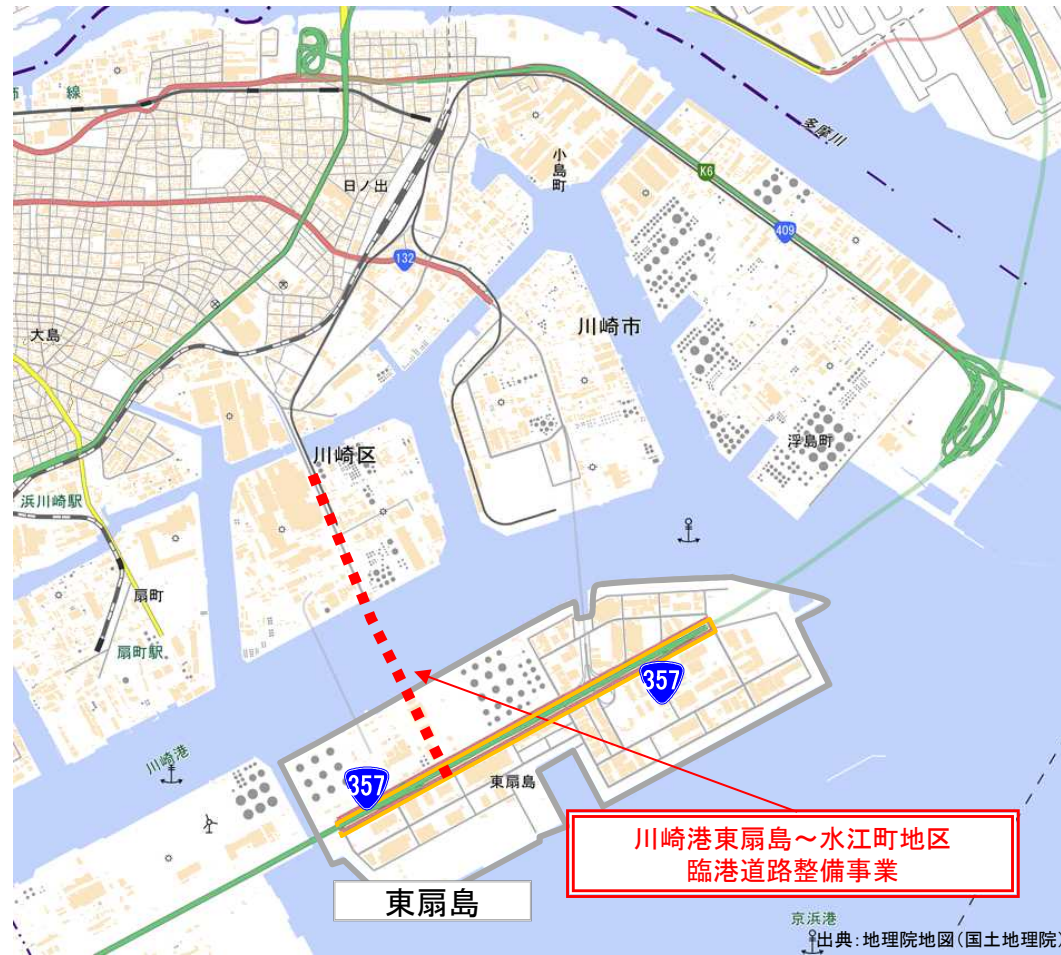 線
多摩川
小島町
K6
日ノ出
409
132
川崎市
大島
川崎区
浮島町
浜川崎駅
扇町
扇町駅
357
川崎港
357
東扇島
川崎港東扇島～水江町地区
臨港道路整備事業
東扇島
京浜港
出典：地理院地図（国土地理院）